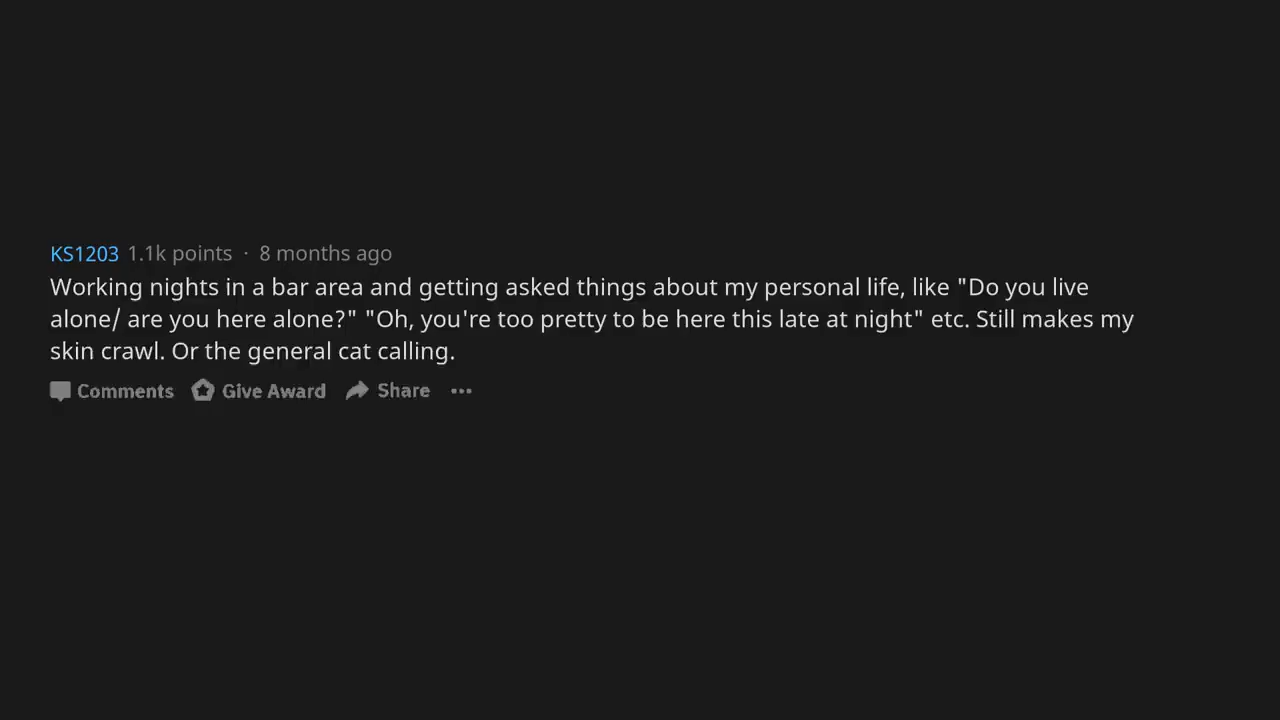 KS1203 1.1k points · 8 months ago
Working nights in a bar area and getting asked things about my personal life, like "Do you live
alone/ are you here alone?" "Oh, you're too pretty to be here this late at night" etc. Still makes my
skin crawl. Or the general cat calling.
Comments Give Award Share ···